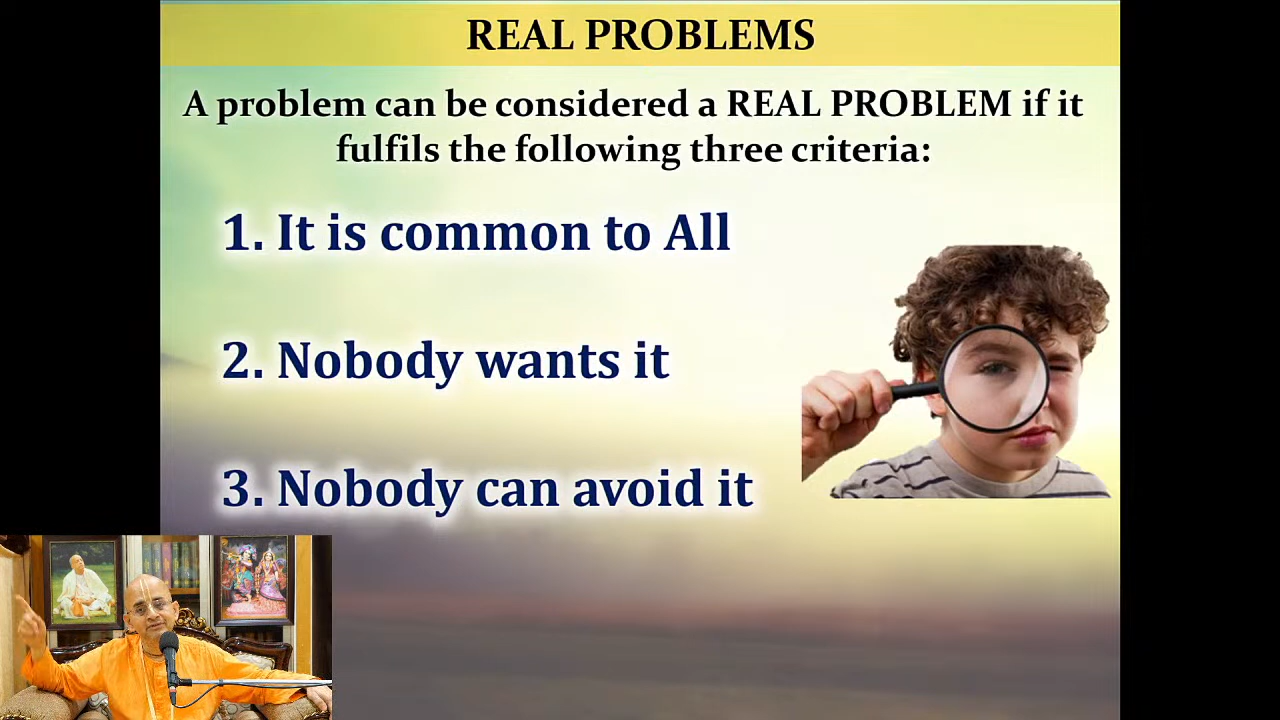 REAL PROBLEMS
A problem can be considered a REAL PROBLEM if it
fulfils the following three criteria:
1. It is common to All
2. Nobody wants it
3. Nobody can avoid it